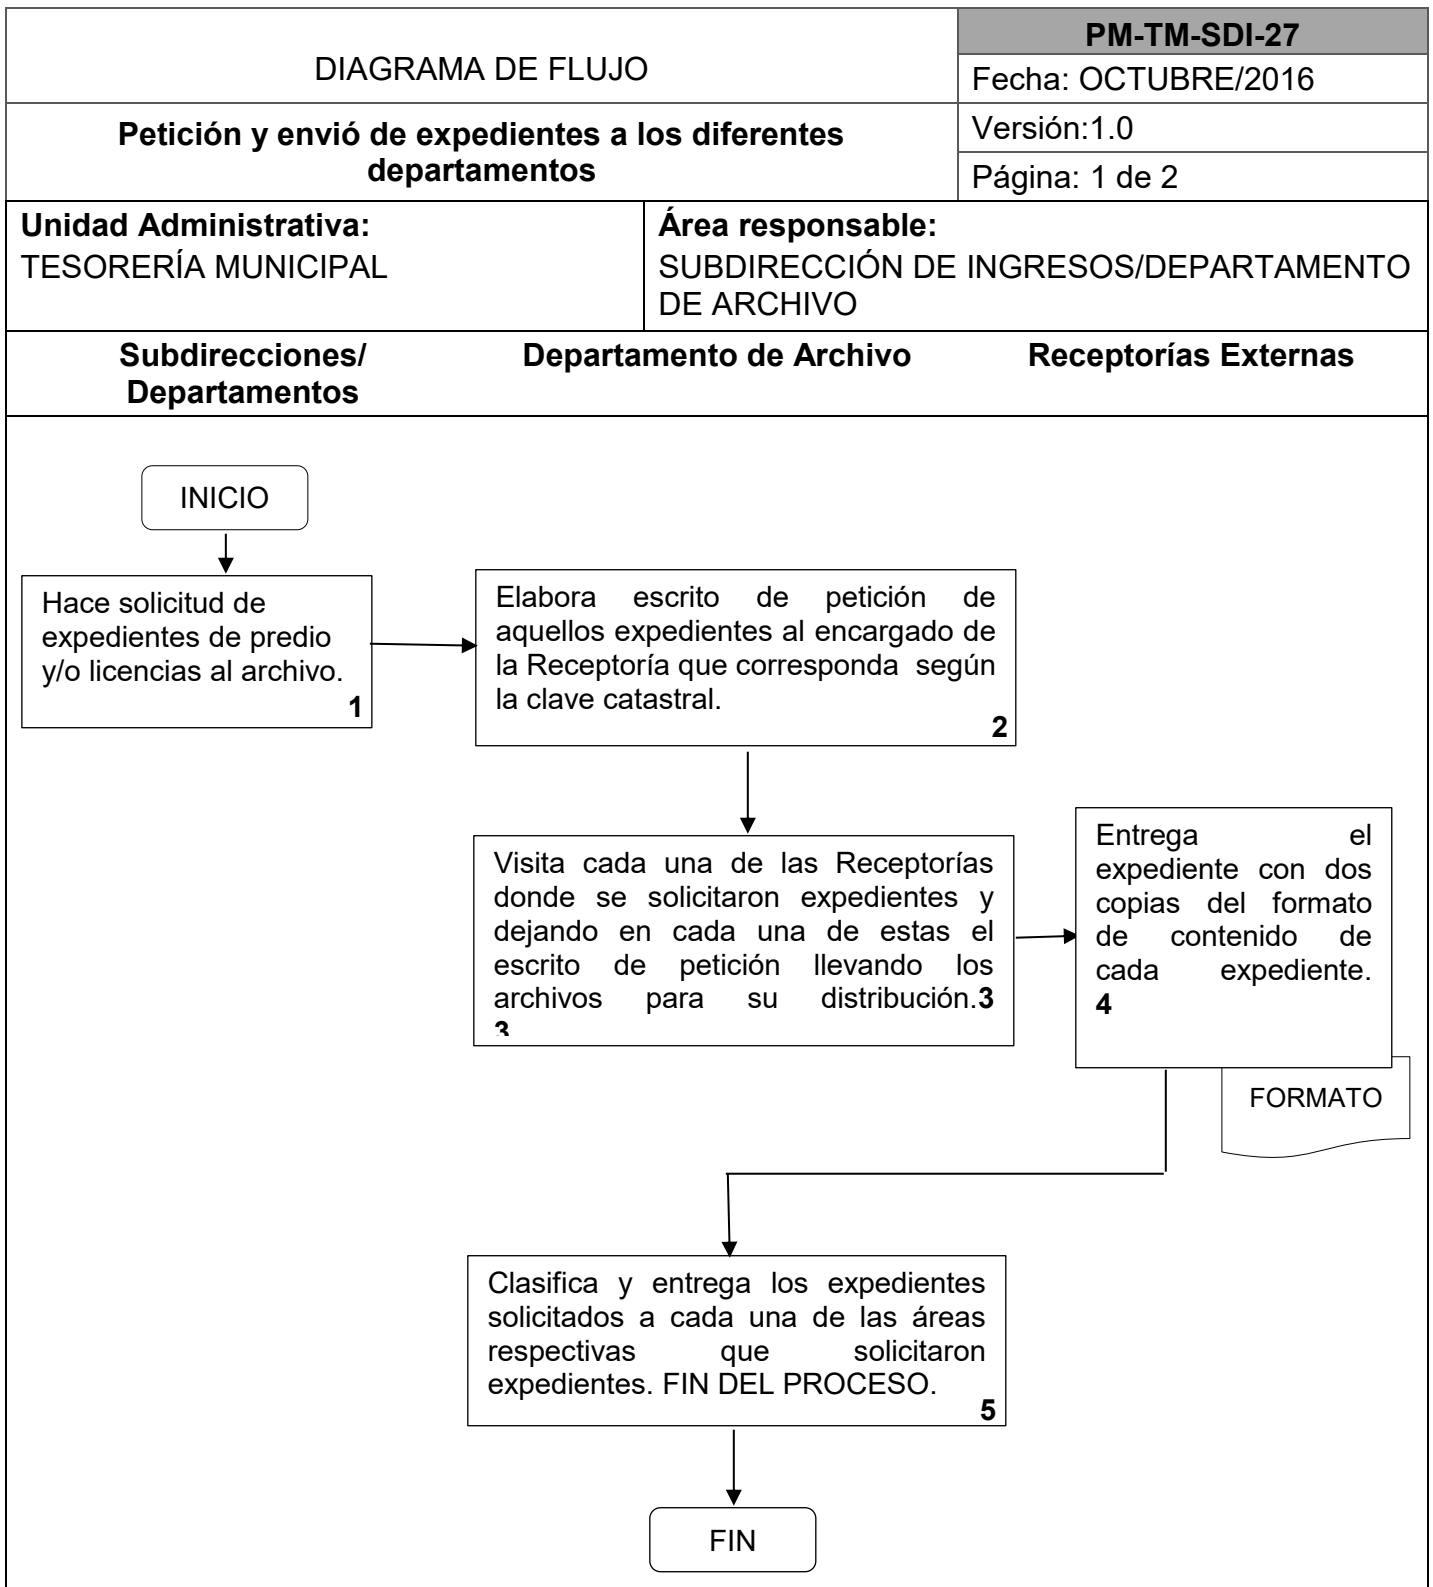 DIAGRAMA DE FLUJO
Petición y envió de expedientes a los diferentes
departamentos
PM-TM-SDI-27
Fecha: OCTUBRE/2016
Versión:1.0
Página: 1 de 2
Unidad Administrativa:
TESORERÍA MUNICIPAL
Área responsable:
SUBDIRECCIÓN DE INGRESOS/DEPARTAMENTO
DE ARCHIVO
Subdirecciones/
Departamentos
Departamento de Archivo
Receptorías Externas
INICIO
Hace solicitud de
expedientes de predio
y/o licencias al archivo.
1
Elabora escrito de petición de
aquellos expedientes al encargado de
la Receptoría que corresponda según
la clave catastral.
2
Visita cada una de las Receptorías
donde se solicitaron expedientes y
dejando en cada una de estas el
escrito de petición llevando los
archivos para su distribución.3
3
Entrega el
expediente con dos
copias del formato
de contenido de
cada expediente.
4
FORMATO
Clasifica y entrega los expedientes
solicitados a cada una de las áreas
respectivas que solicitaron
expedientes. FIN DEL PROCESO.
5
FIN